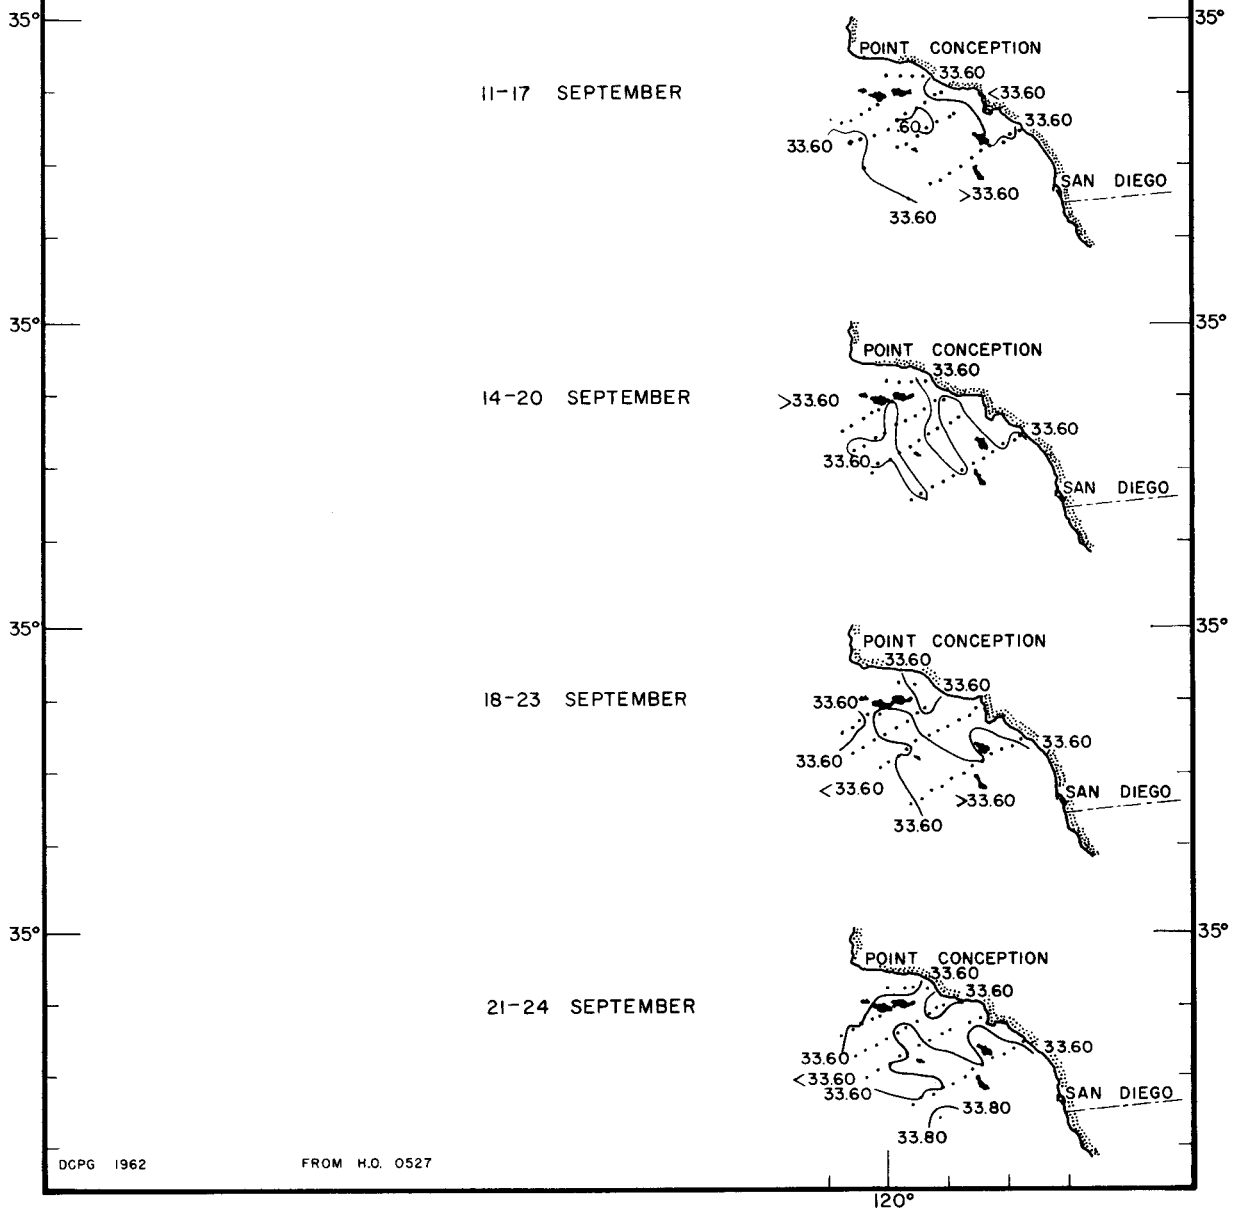 35° 35°
POINT CONCEPTION
33.60
11-17 SEPTEMBER
<33.60
33.60
.60
33.60
SAN DIEGO
>33.60
33.60
35° 35°
POINT CONCEPTION
33.60
14-20 SEPTEMBER
>33.60
33.60
33.60
SAN DIEGO
35° 35°
POINT CONCEPTION
33.60
33.60
18-23 SEPTEMBER
33.60
33.60
33.60
<33.60
SAN DIEGO
>33.60
33.60
35° 35°
POINT CONCEPTION
33.60
33.60
21-24 SEPTEMBER
33.60
33.60
<33.60
33.60
SAN DIEGO
33.80
33.80
DCPG 1962 FROM H.O. 0527
120°